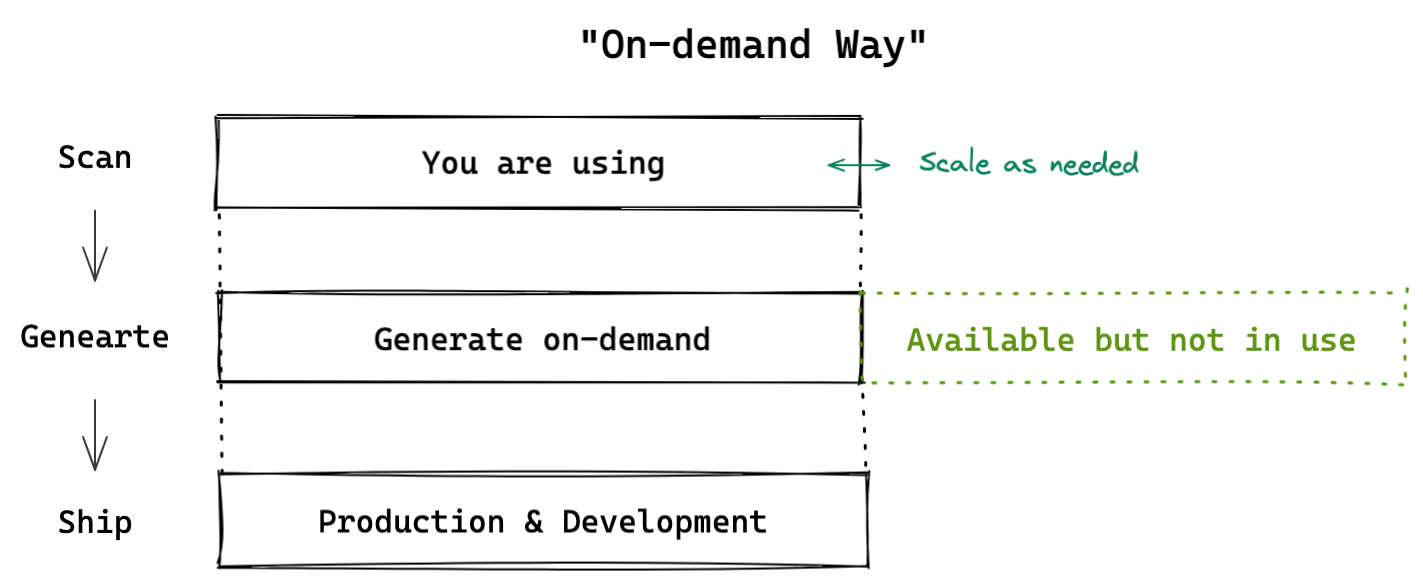 "On-demand Way"
Scan
You are using
Scale as needed
Genearte
Generate on-demand
Available but not in use
Ship
Production & Development